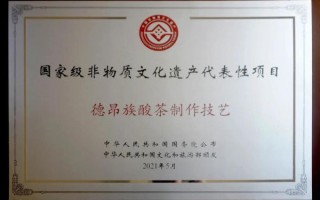 国家级非物质文化遗产代表性项目
德昂族酸茶制作技艺
中华人民共和国国务院公布
中华人民共和国文化和旅游部颁发
2021年5月